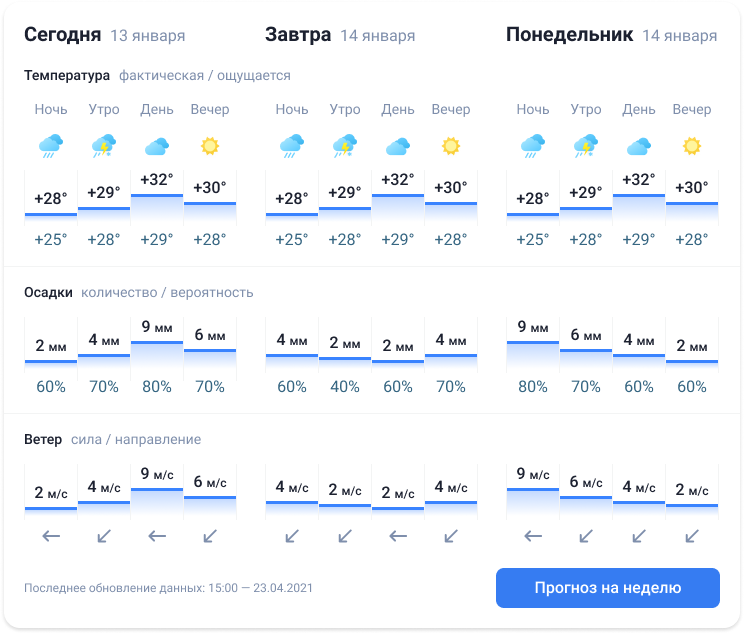 Сегодня 13 января Завтра 14 января Понедельник 14 января
Температура фактическая / ощущается
Ночь Утро День Вечер Ночь Утро День Вечер Ночь Утро День Вечер
+28° +29° +32° +30° +28° +29° +32° +30° +28° +29° +32° +30°
+25° +28° +29° +28° +25° +28° +29° +28° +25° +28° +29° +28°
Осадки количество / вероятность
2 мм 4 мм 9 мм 6 мм 4 мм 2 мм 2 мм 4 мм 9 мм 6 мм 4 мм 2 мм
60% 70% 80% 70% 60% 40% 60% 70% 80% 70% 60% 60%
Ветер сила / направление
2 м/с 4 м/с 9 м/с 6 м/с 4 м/с 2 м/с 2 м/с 4 м/с 9 м/с 6 м/с 4 м/с 2 м/с
← ↙ ← ↙ ↙ ↙ ← ↙ ← ↙ ↙ ↙
Последнее обновление данных: 15:00 — 23.04.2021 Прогноз на неделю